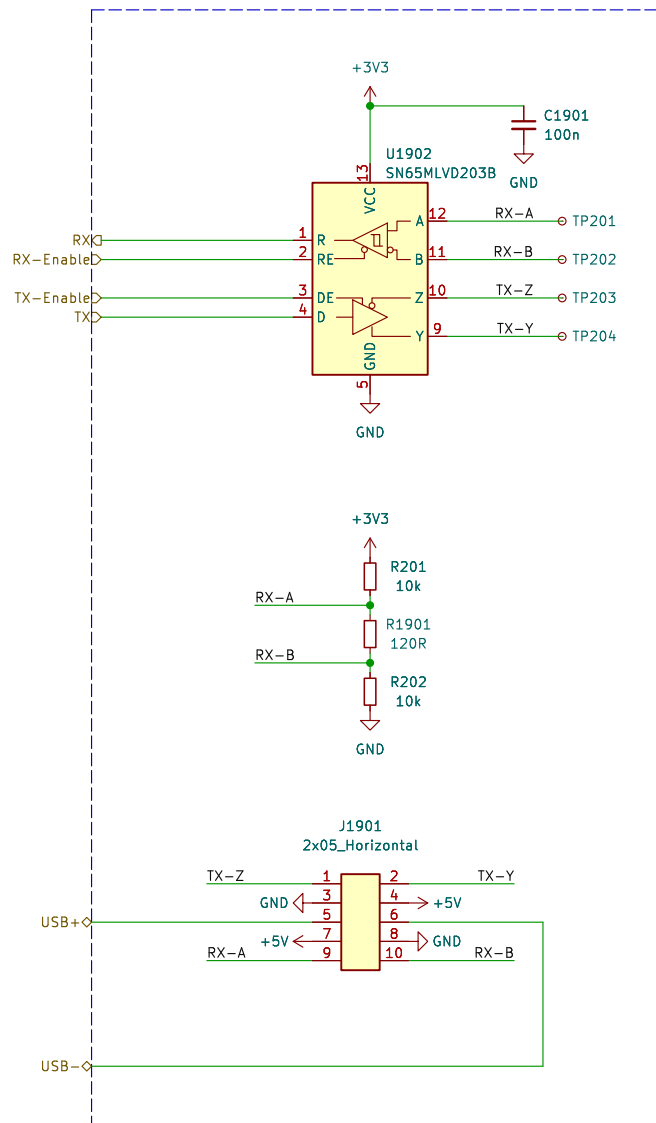 +3V3
C1901
100n
GND
U1902
SN65MLVD203B
13
VCC
RX
1
R
A
12
RX-A
TP201
RX-Enable
2
RE
B
11
RX-B
TP202
TX-Enable
3
DE
Z
10
TX-Z
TP203
TX
4
D
Y
9
TX-Y
TP204
GND
5
GND
+3V3
R201
10k
RX-A
R1901
120R
RX-B
R202
10k
GND
J1901
2x05_Horizontal
TX-Z
1
2
TX-Y
GND
3
4
+5V
USB+
5
6
+5V
7
8
GND
RX-A
9
10
RX-B
USB-